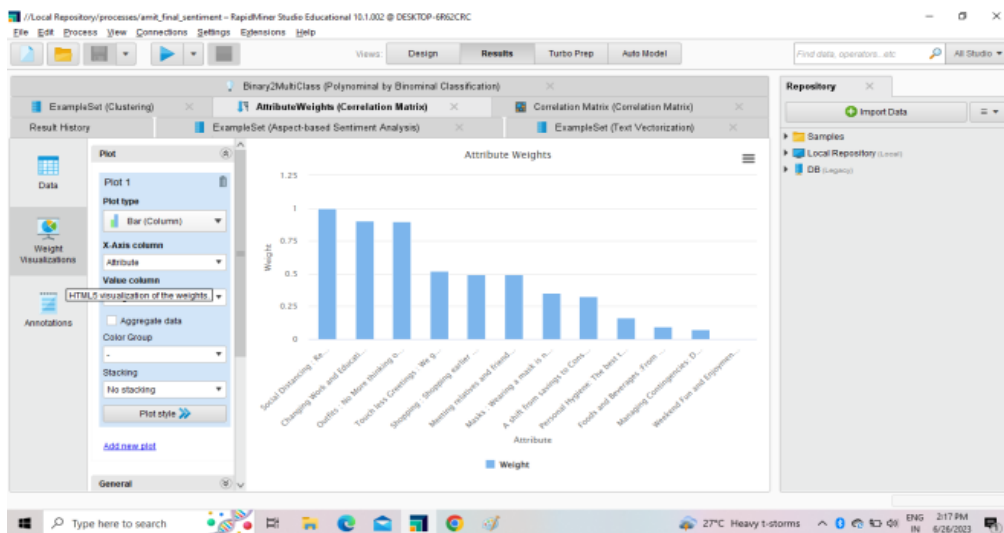 //Local Repository/processes/amit_final_sentiment – RapidMiner Studio Educational 10.1.002 @ DESKTOP-6R62CRC
File Edit Process View Connections Settings Extensions Help
Views: Design Results Turbo Prep Auto Model
Find data, operators...etc
All Studio
Binary2MultiClass (Polynominal by Binominal Classification)
ExampleSet (Clustering)
AttributeWeights (Correlation Matrix)
Correlation Matrix (Correlation Matrix)
Result History
ExampleSet (Aspect-based Sentiment Analysis)
ExampleSet (Text Vectorization)
Repository
Import Data
Samples
Local Repository (Local)
DB (Legacy)
Data
Weight
Visualizations
Annotations
Plot
Plot 1
Plot type
Bar (Column)
X-Axis column
Attribute
Value column
HTML5 visualization of the weights.
Aggregate data
Color Group
-
Stacking
No stacking
Plot style
Add new plot
General
Attribute Weights
Weight
1.25
1
0.75
0.5
0.25
0
Social Distancing : Re...
Changing Work and Educati...
Outfits - No More thinking o...
Touch less Greetings - We g...
Shopping - Shopping earlier ...
Meeting relatives and friend...
Masks - Wearing a mask is n...
A shift from savings to Cons...
Personal Hygiene: The best t...
Foods and Beverages -From ...
Managing Contingencies: D...
Weekend Fun and Enjoymen...
Attribute
Weight
Type here to search
27°C Heavy t-storms
ENG
IN
2:17 PM
6/26/2023